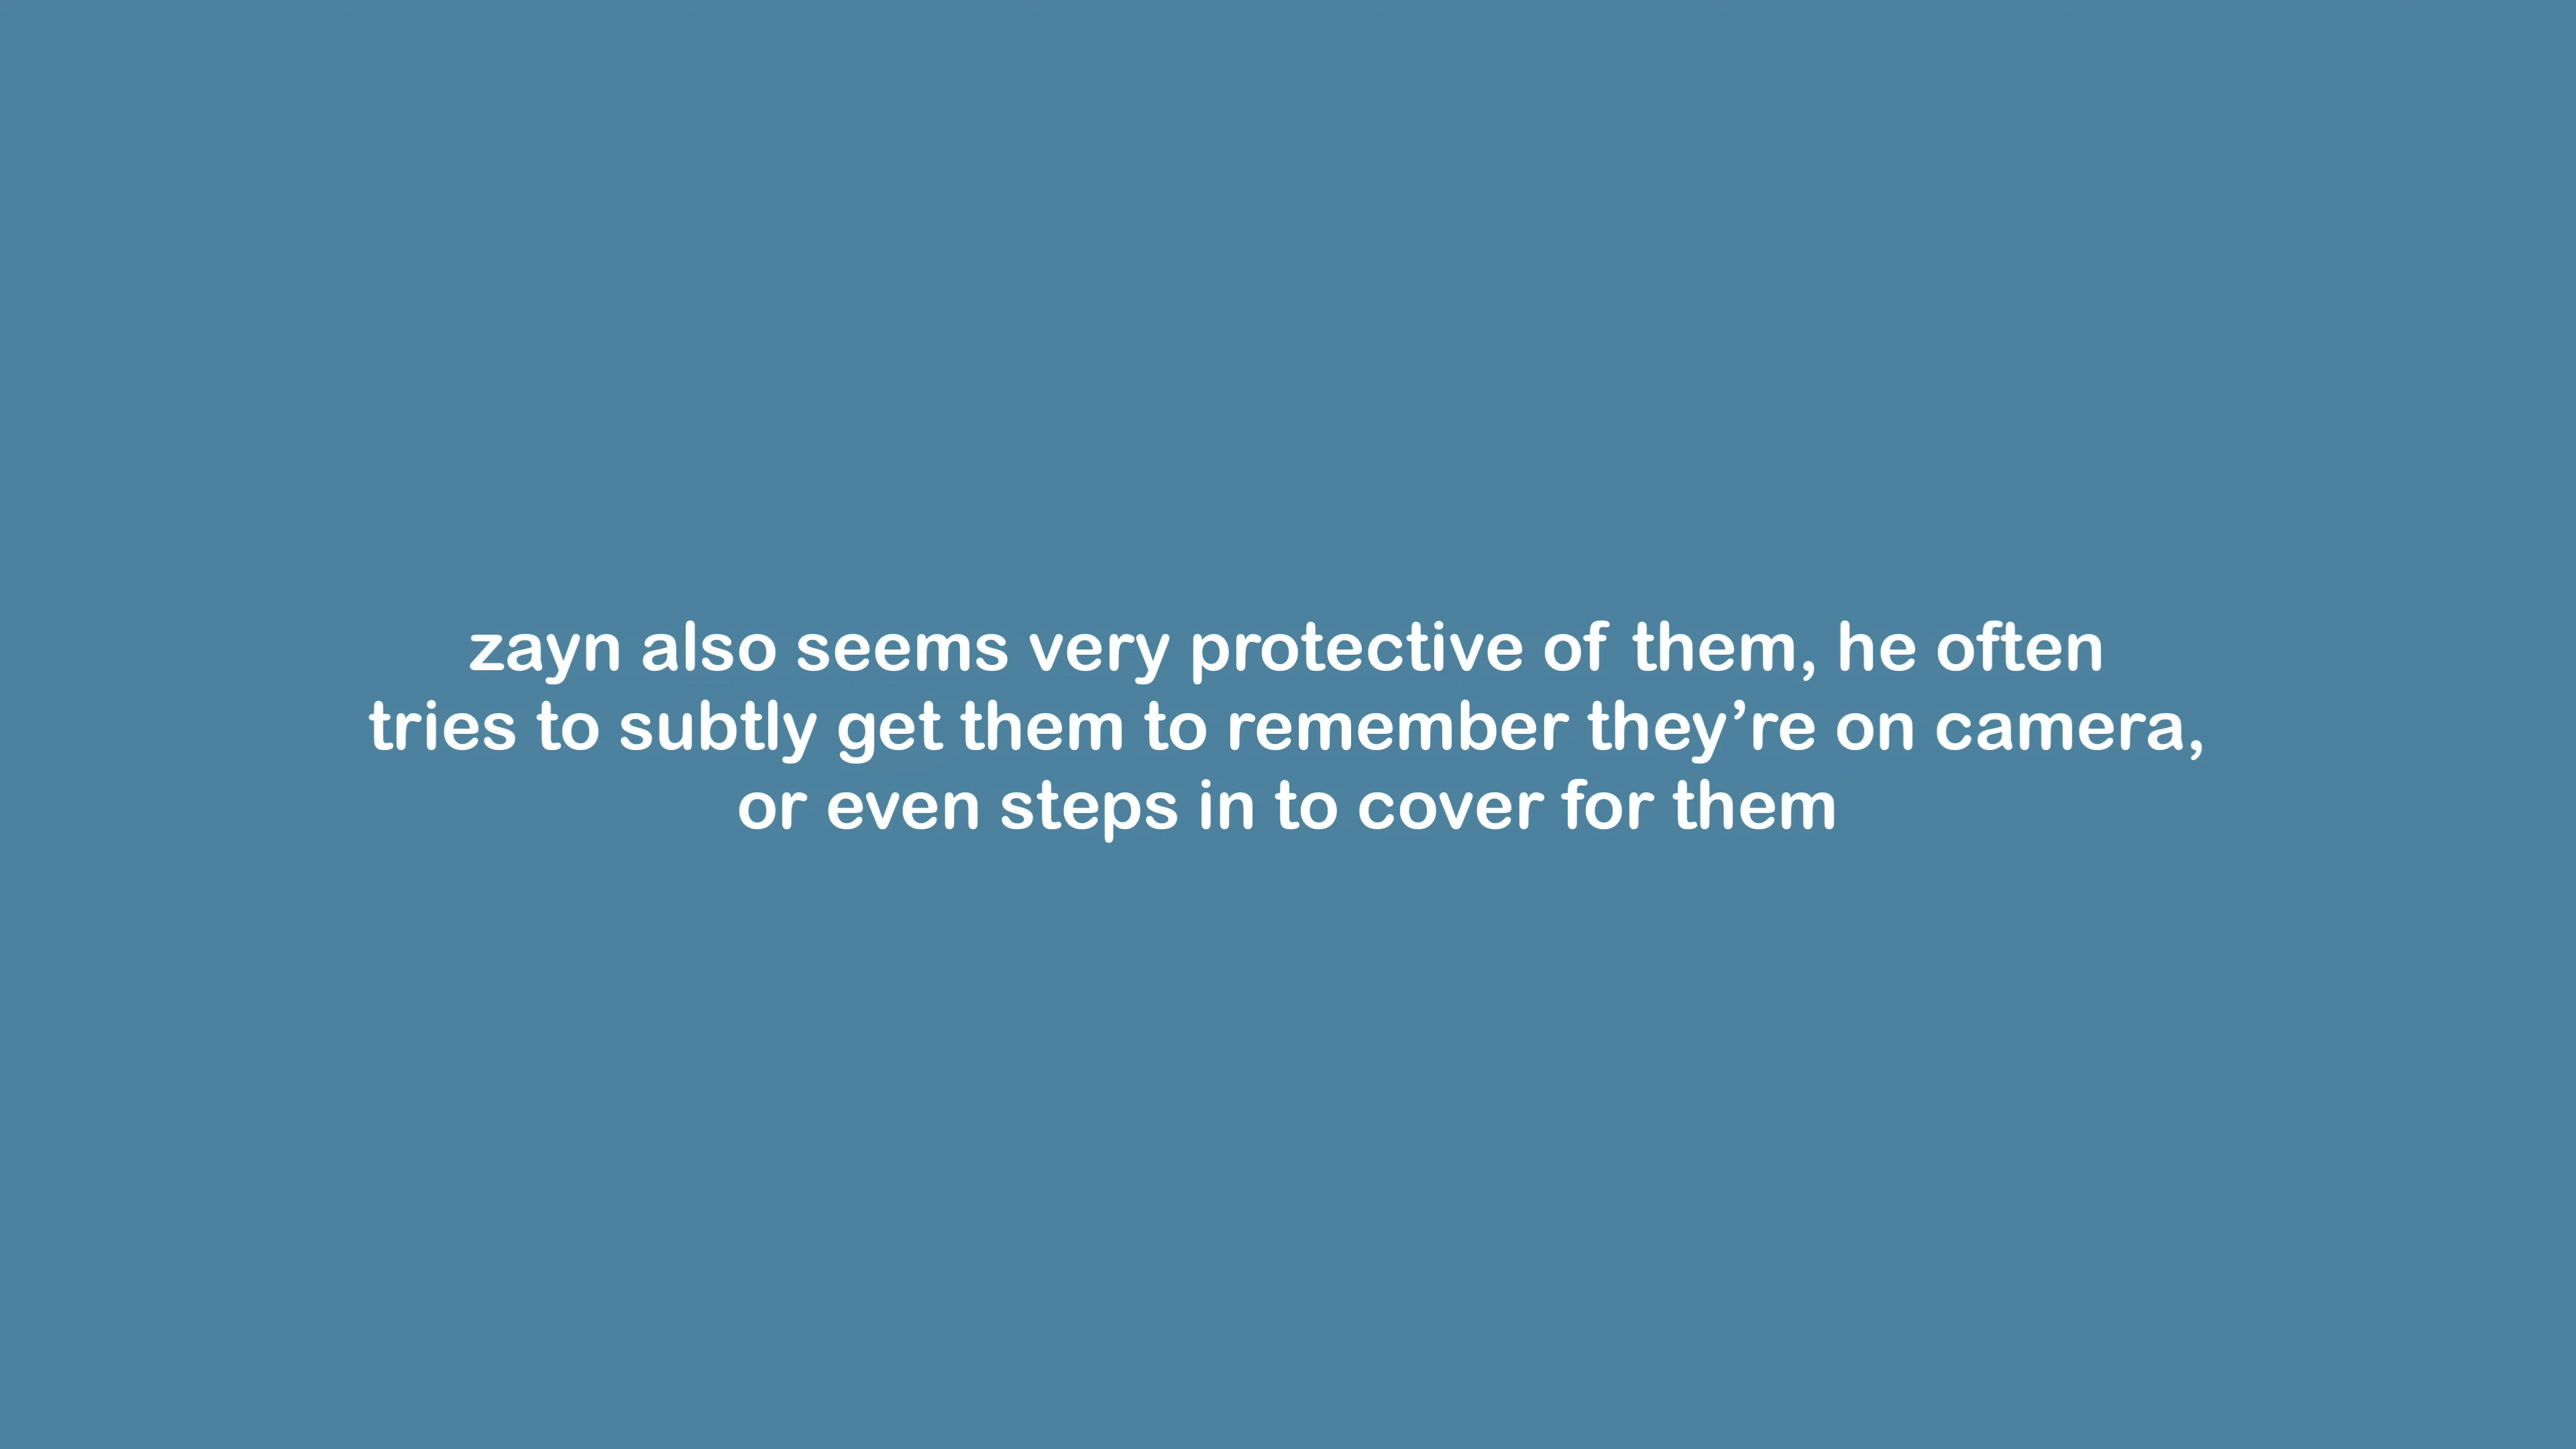 zayn also seems very protective of them, he often
tries to subtly get them to remember they’re on camera,
or even steps in to cover for them